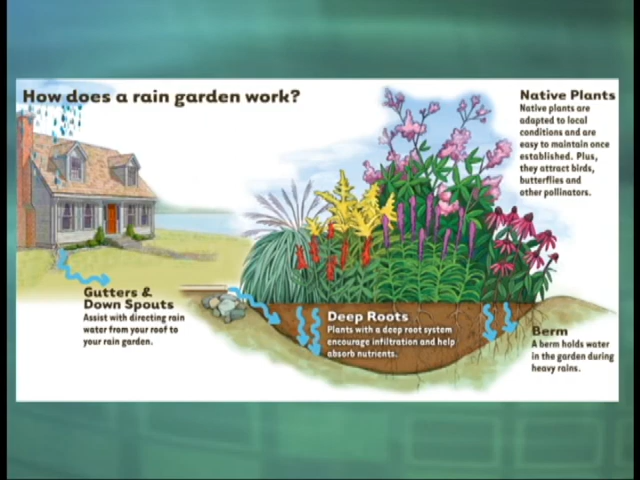 How does a rain garden work?
Native Plants
Native plants are
adapted to local
conditions and are
easy to maintain once
established. Plus,
they attract birds,
butterflies and
other pollinators.
Gutters &
Down Spouts
Assist with directing rain
water from your roof to
your rain garden.
Deep Roots
Plants with a deep root system
encourage infiltration and help
absorb nutrients.
Berm
A berm holds water
in the garden during
heavy rains.